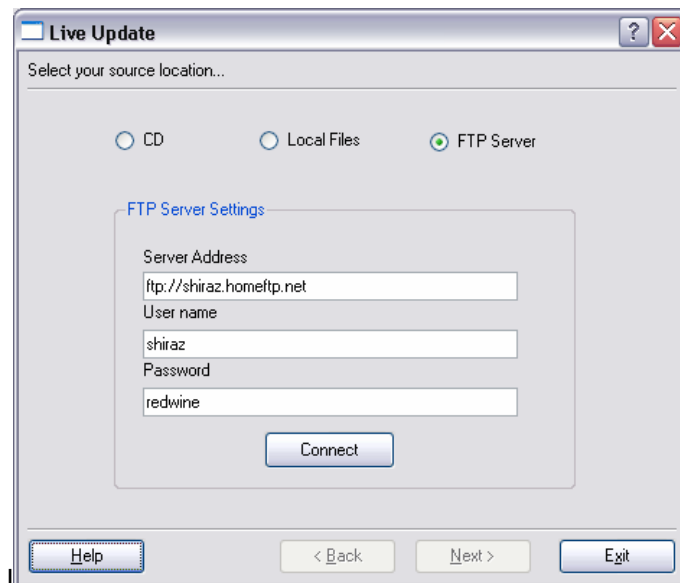 Live Update
Select your source location...
CD Local Files FTP Server
FTP Server Settings
Server Address
ftp://shiraz.homeftp.net
User name
shiraz
Password
redwine
Connect
Help < Back Next > Exit